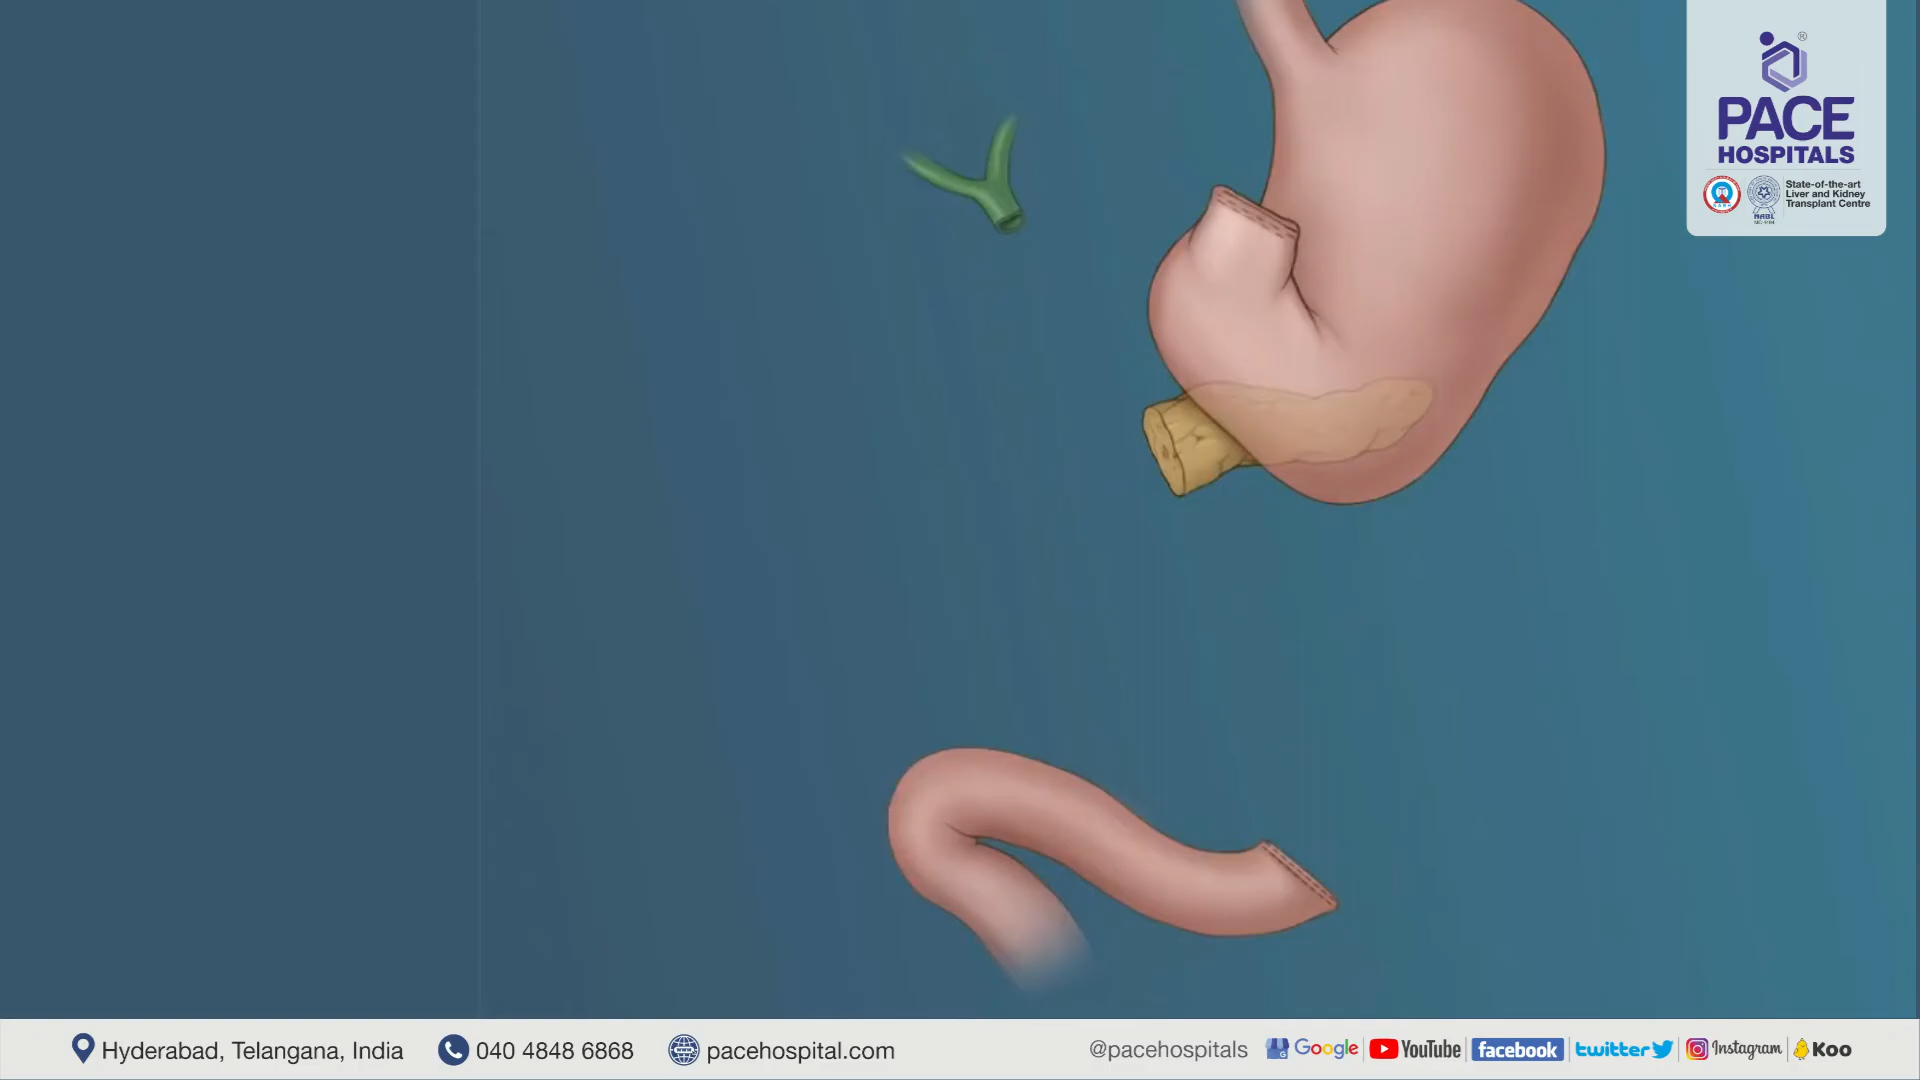 ®
PACE
HOSPITALS
State-of-the-art
Liver and Kidney
Transplant Centre
NABL
Hyderabad, Telangana, India
040 4848 6868
pacehospital.com
@pacehospitals
Google
YouTube
facebook
twitter
Instagram
Koo